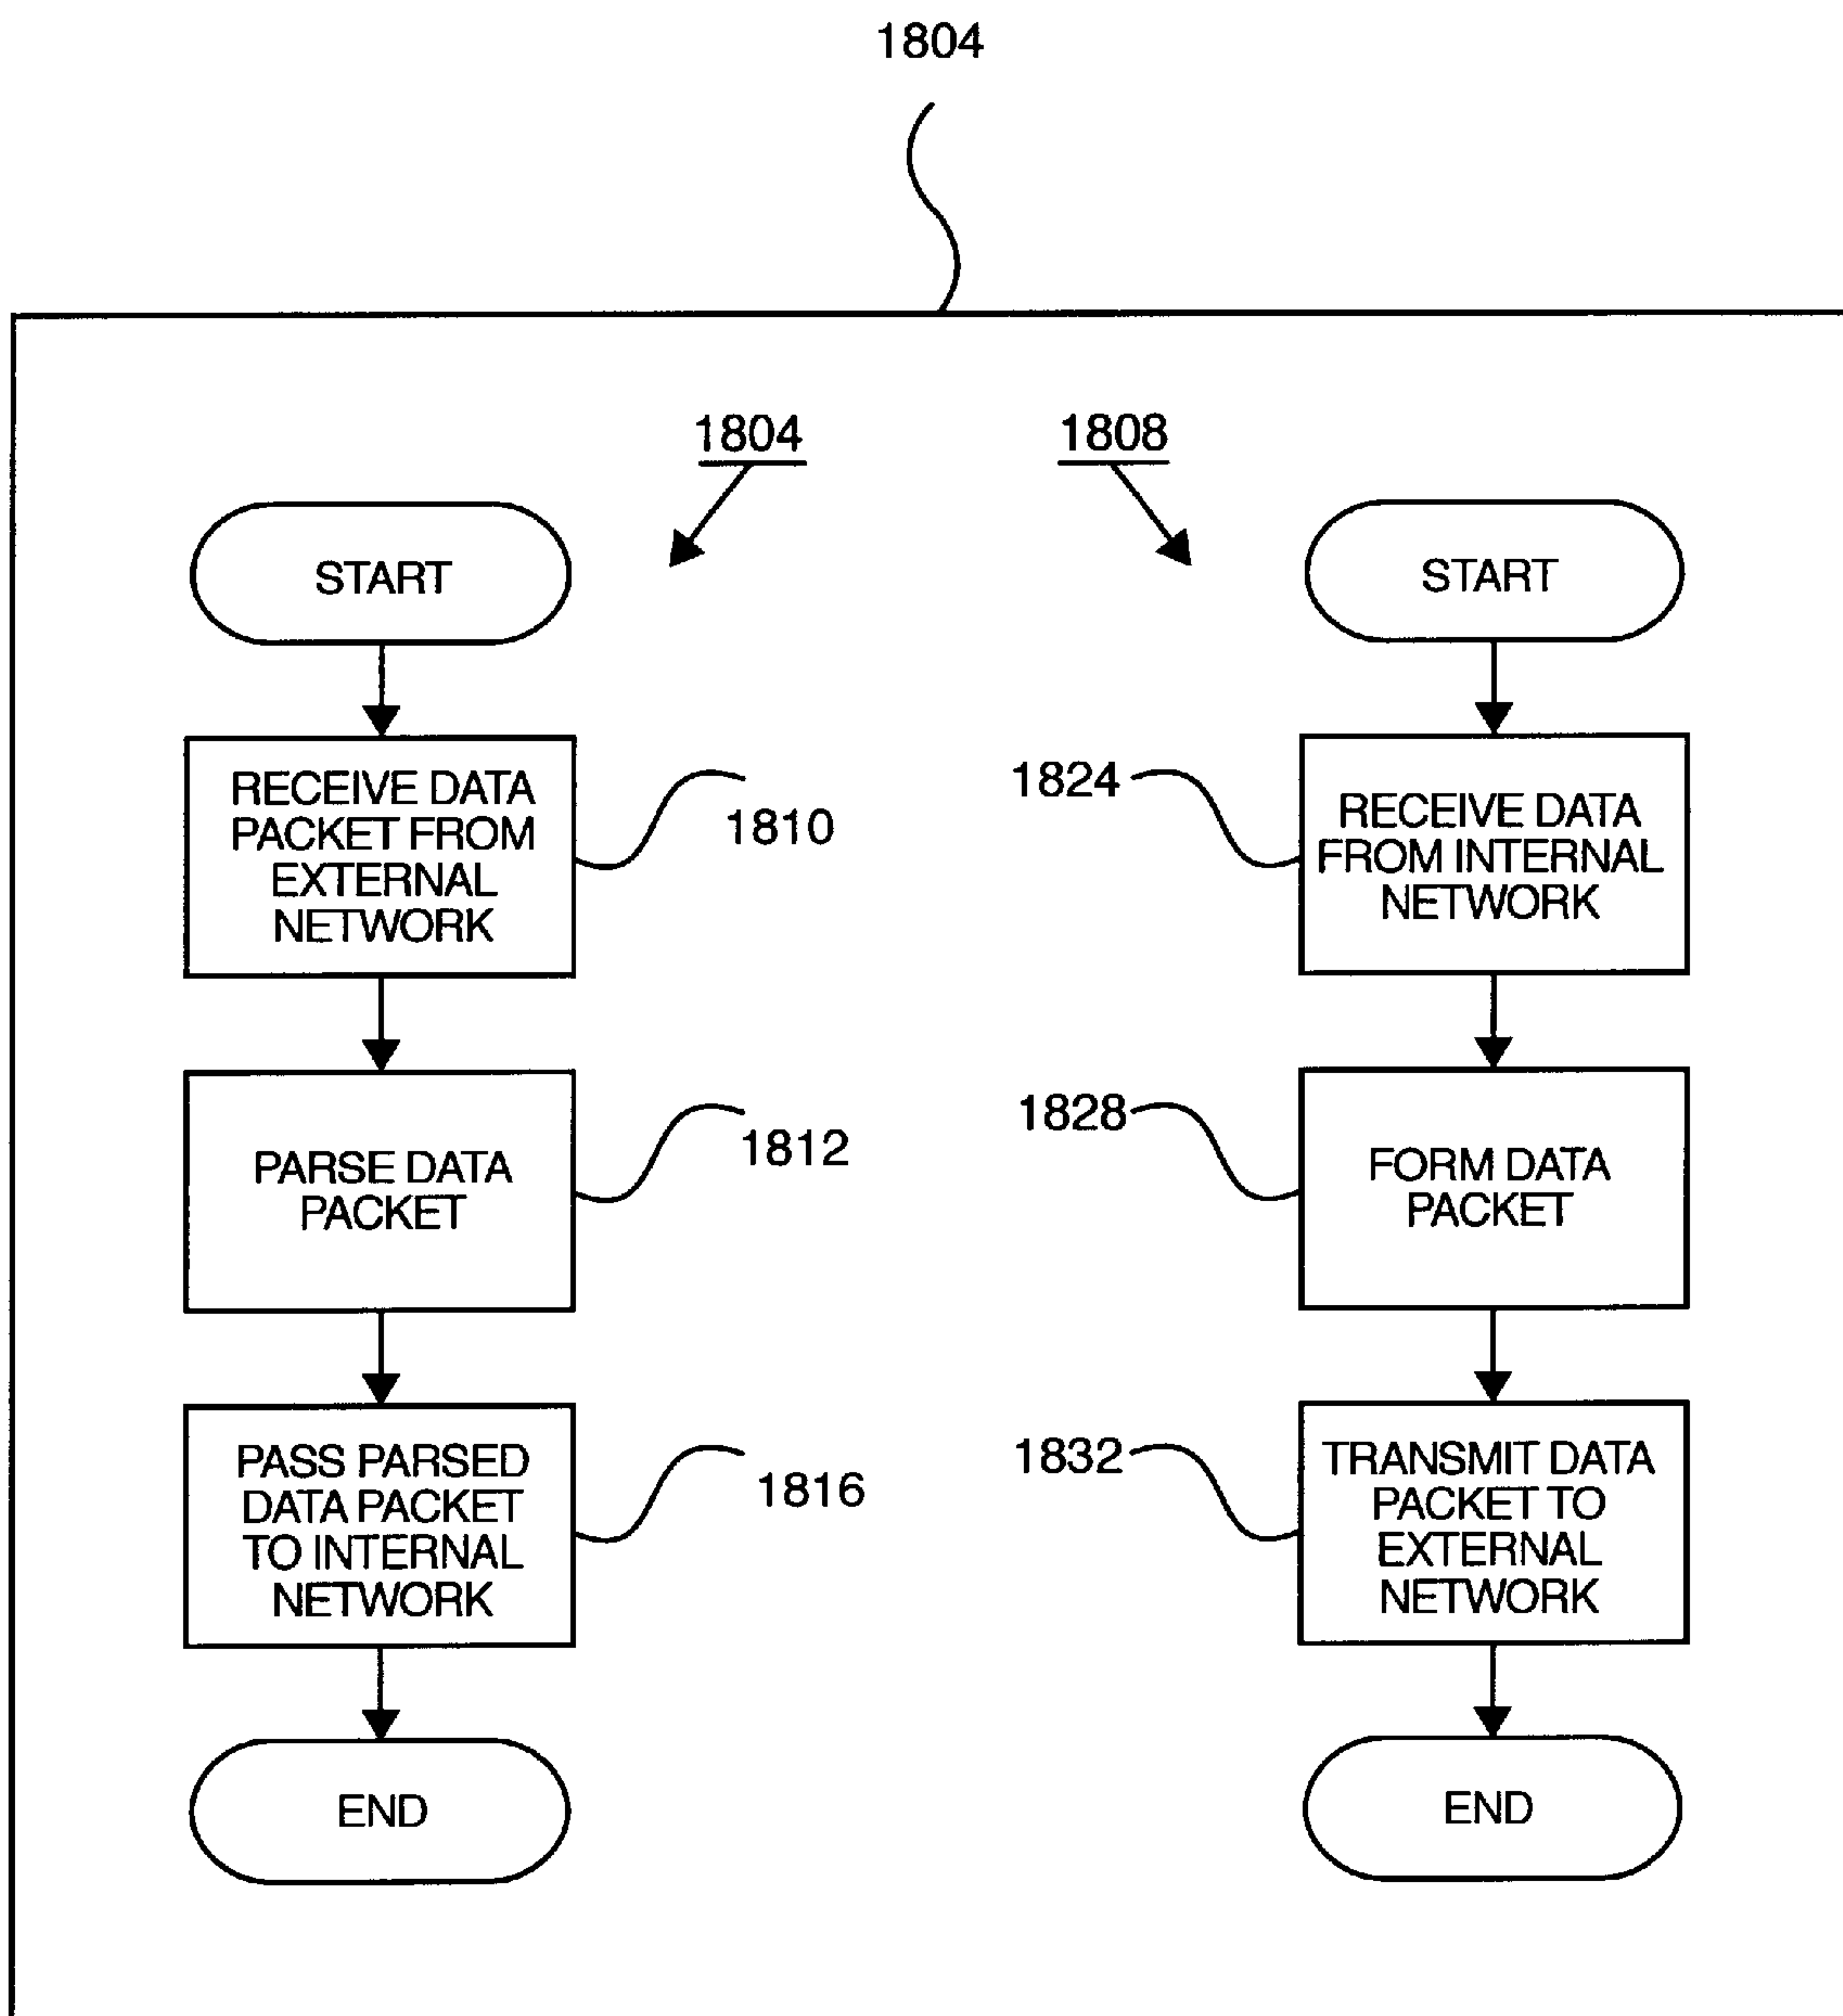 1804
1804
1808
START
RECEIVE DATA
PACKET FROM
EXTERNAL
NETWORK
1810
PARSE DATA
PACKET
1812
PASS PARSED
DATA PACKET
TO INTERNAL
NETWORK
1816
END
START
1824
RECEIVE DATA
FROM INTERNAL
NETWORK
1828
FORM DATA
PACKET
1832
TRANSMIT DATA
PACKET TO
EXTERNAL
NETWORK
END